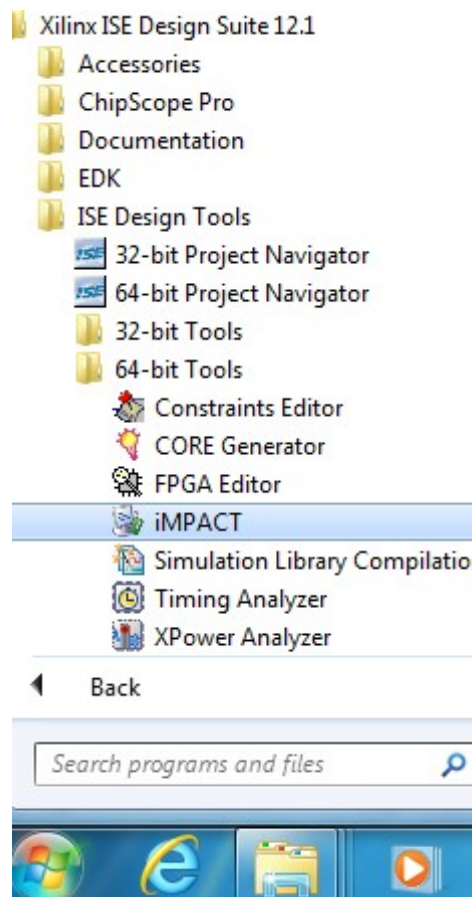 Xilinx ISE Design Suite 12.1
Accessories
ChipScope Pro
Documentation
EDK
ISE Design Tools
ISE 32-bit Project Navigator
ISE 64-bit Project Navigator
32-bit Tools
64-bit Tools
Constraints Editor
CORE Generator
FPGA Editor
iMPACT
Simulation Library Compilatio
Timing Analyzer
XPower Analyzer
Back
Search programs and files